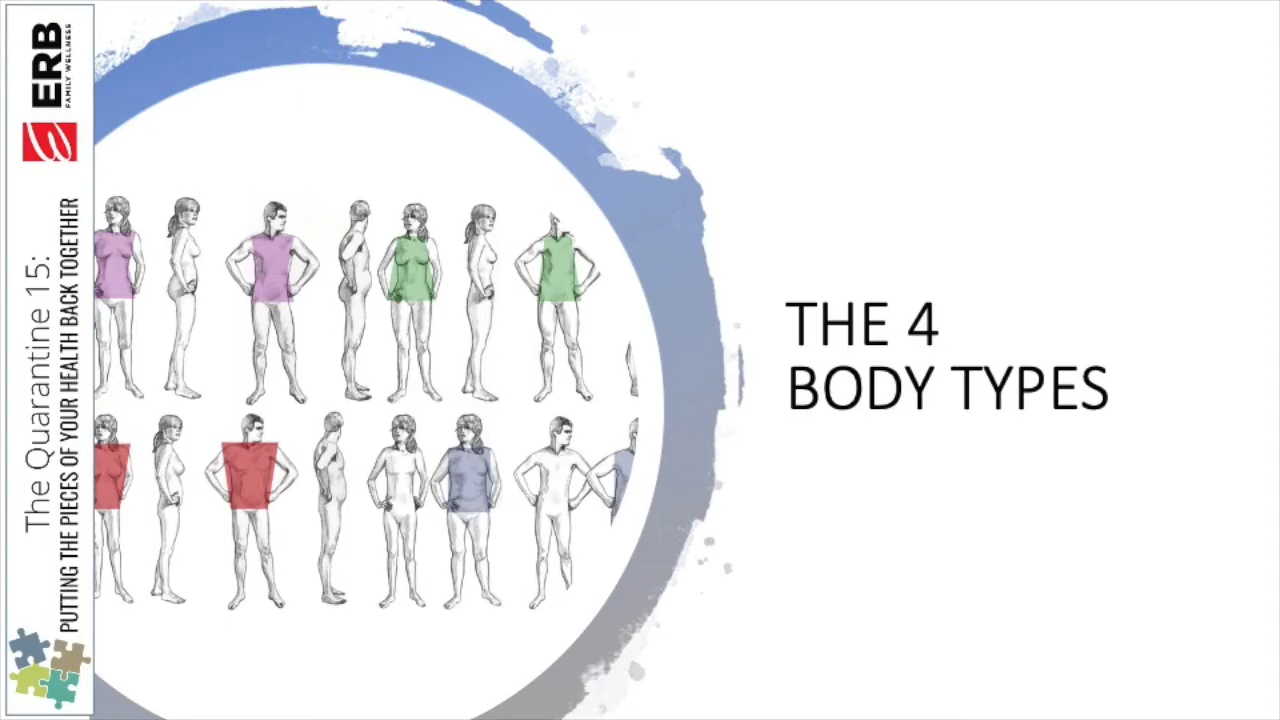 ERB
FAMILY WELLNESS
The Quarantine 15:
PUTTING THE PIECES OF YOUR HEALTH BACK TOGETHER
THE 4
BODY TYPES